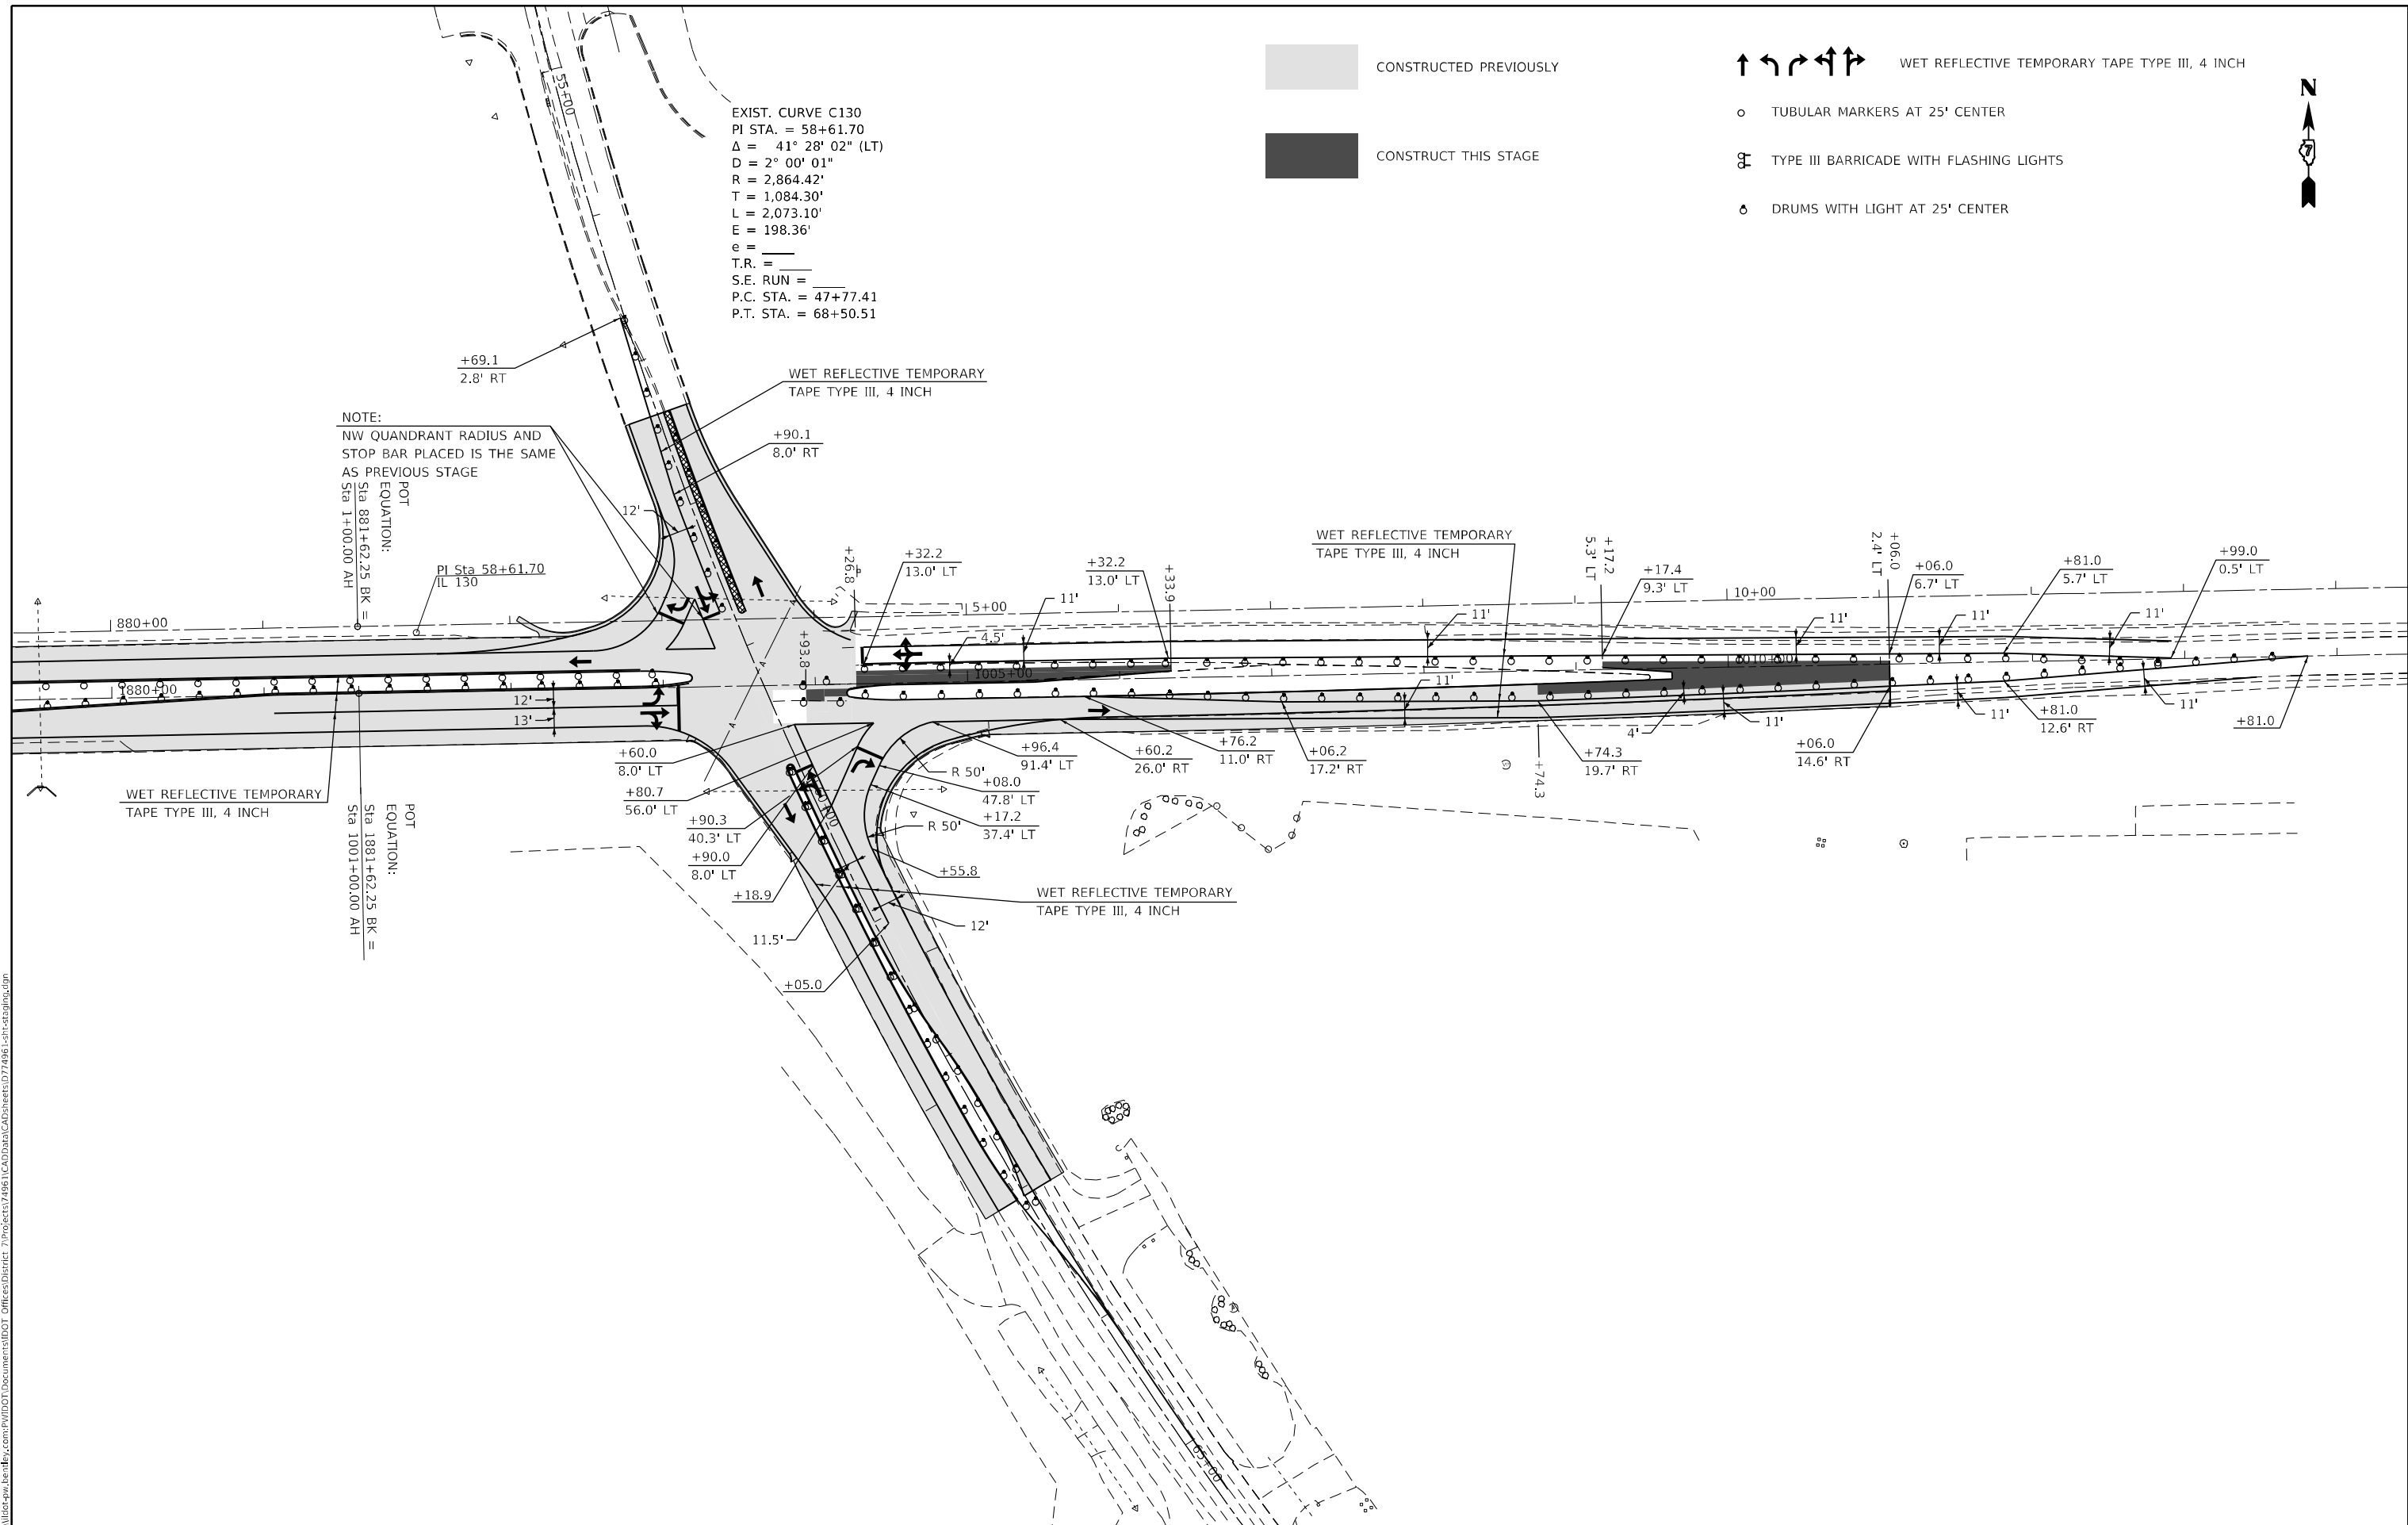 CONSTRUCTED PREVIOUSLY
CONSTRUCT THIS STAGE
WET REFLECTIVE TEMPORARY TAPE TYPE III, 4 INCH
TUBULAR MARKERS AT 25' CENTER
TYPE III BARRICADE WITH FLASHING LIGHTS
DRUMS WITH LIGHT AT 25' CENTER
N
7
55+00
EXIST. CURVE C130
PI STA. = 58+61.70
Δ = 41° 28' 02" (LT)
D = 2° 00' 01"
R = 2,864.42'
T = 1,084.30'
L = 2,073.10'
E = 198.36'
e = ____
T.R. = ____
S.E. RUN = ____
P.C. STA. = 47+77.41
P.T. STA. = 68+50.51
+69.1
2.8' RT
WET REFLECTIVE TEMPORARY
TAPE TYPE III, 4 INCH
NOTE:
NW QUANDRANT RADIUS AND
STOP BAR PLACED IS THE SAME
AS PREVIOUS STAGE
+90.1
8.0' RT
12'
POT
EQUATION:
Sta 881+62.25 BK =
Sta 1+00.00 AH
PI Sta 58+61.70
IL 130
880+00
1880+00
12'
13'
WET REFLECTIVE TEMPORARY
TAPE TYPE III, 4 INCH
POT
EQUATION:
Sta 1881+62.25 BK =
Sta 1001+00.00 AH
+26.8
P
+93.8
+32.2
13.0' LT
4.5'
5+00
1005+00
11'
+32.2
13.0' LT
+33.9
WET REFLECTIVE TEMPORARY
TAPE TYPE III, 4 INCH
11'
11'
+17.2
5.3' LT
+17.4
9.3' LT
10+00
1010+00
11'
+06.0
2.4' LT
+06.0
6.7' LT
11'
+81.0
5.7' LT
11'
+99.0
0.5' LT
+60.0
8.0' LT
+80.7
56.0' LT
+90.3
40.3' LT
+90.0
8.0' LT
+18.9
11.5'
+05.0
A
A
R 50'
+96.4
91.4' LT
+08.0
47.8' LT
+17.2
37.4' LT
R 50'
+55.8
12'
WET REFLECTIVE TEMPORARY
TAPE TYPE III, 4 INCH
+60.2
26.0' RT
+76.2
11.0' RT
+06.2
17.2' RT
+74.3
+74.3
19.7' RT
4'
11'
+06.0
14.6' RT
11'
+81.0
12.6' RT
11'
+81.0
65+00